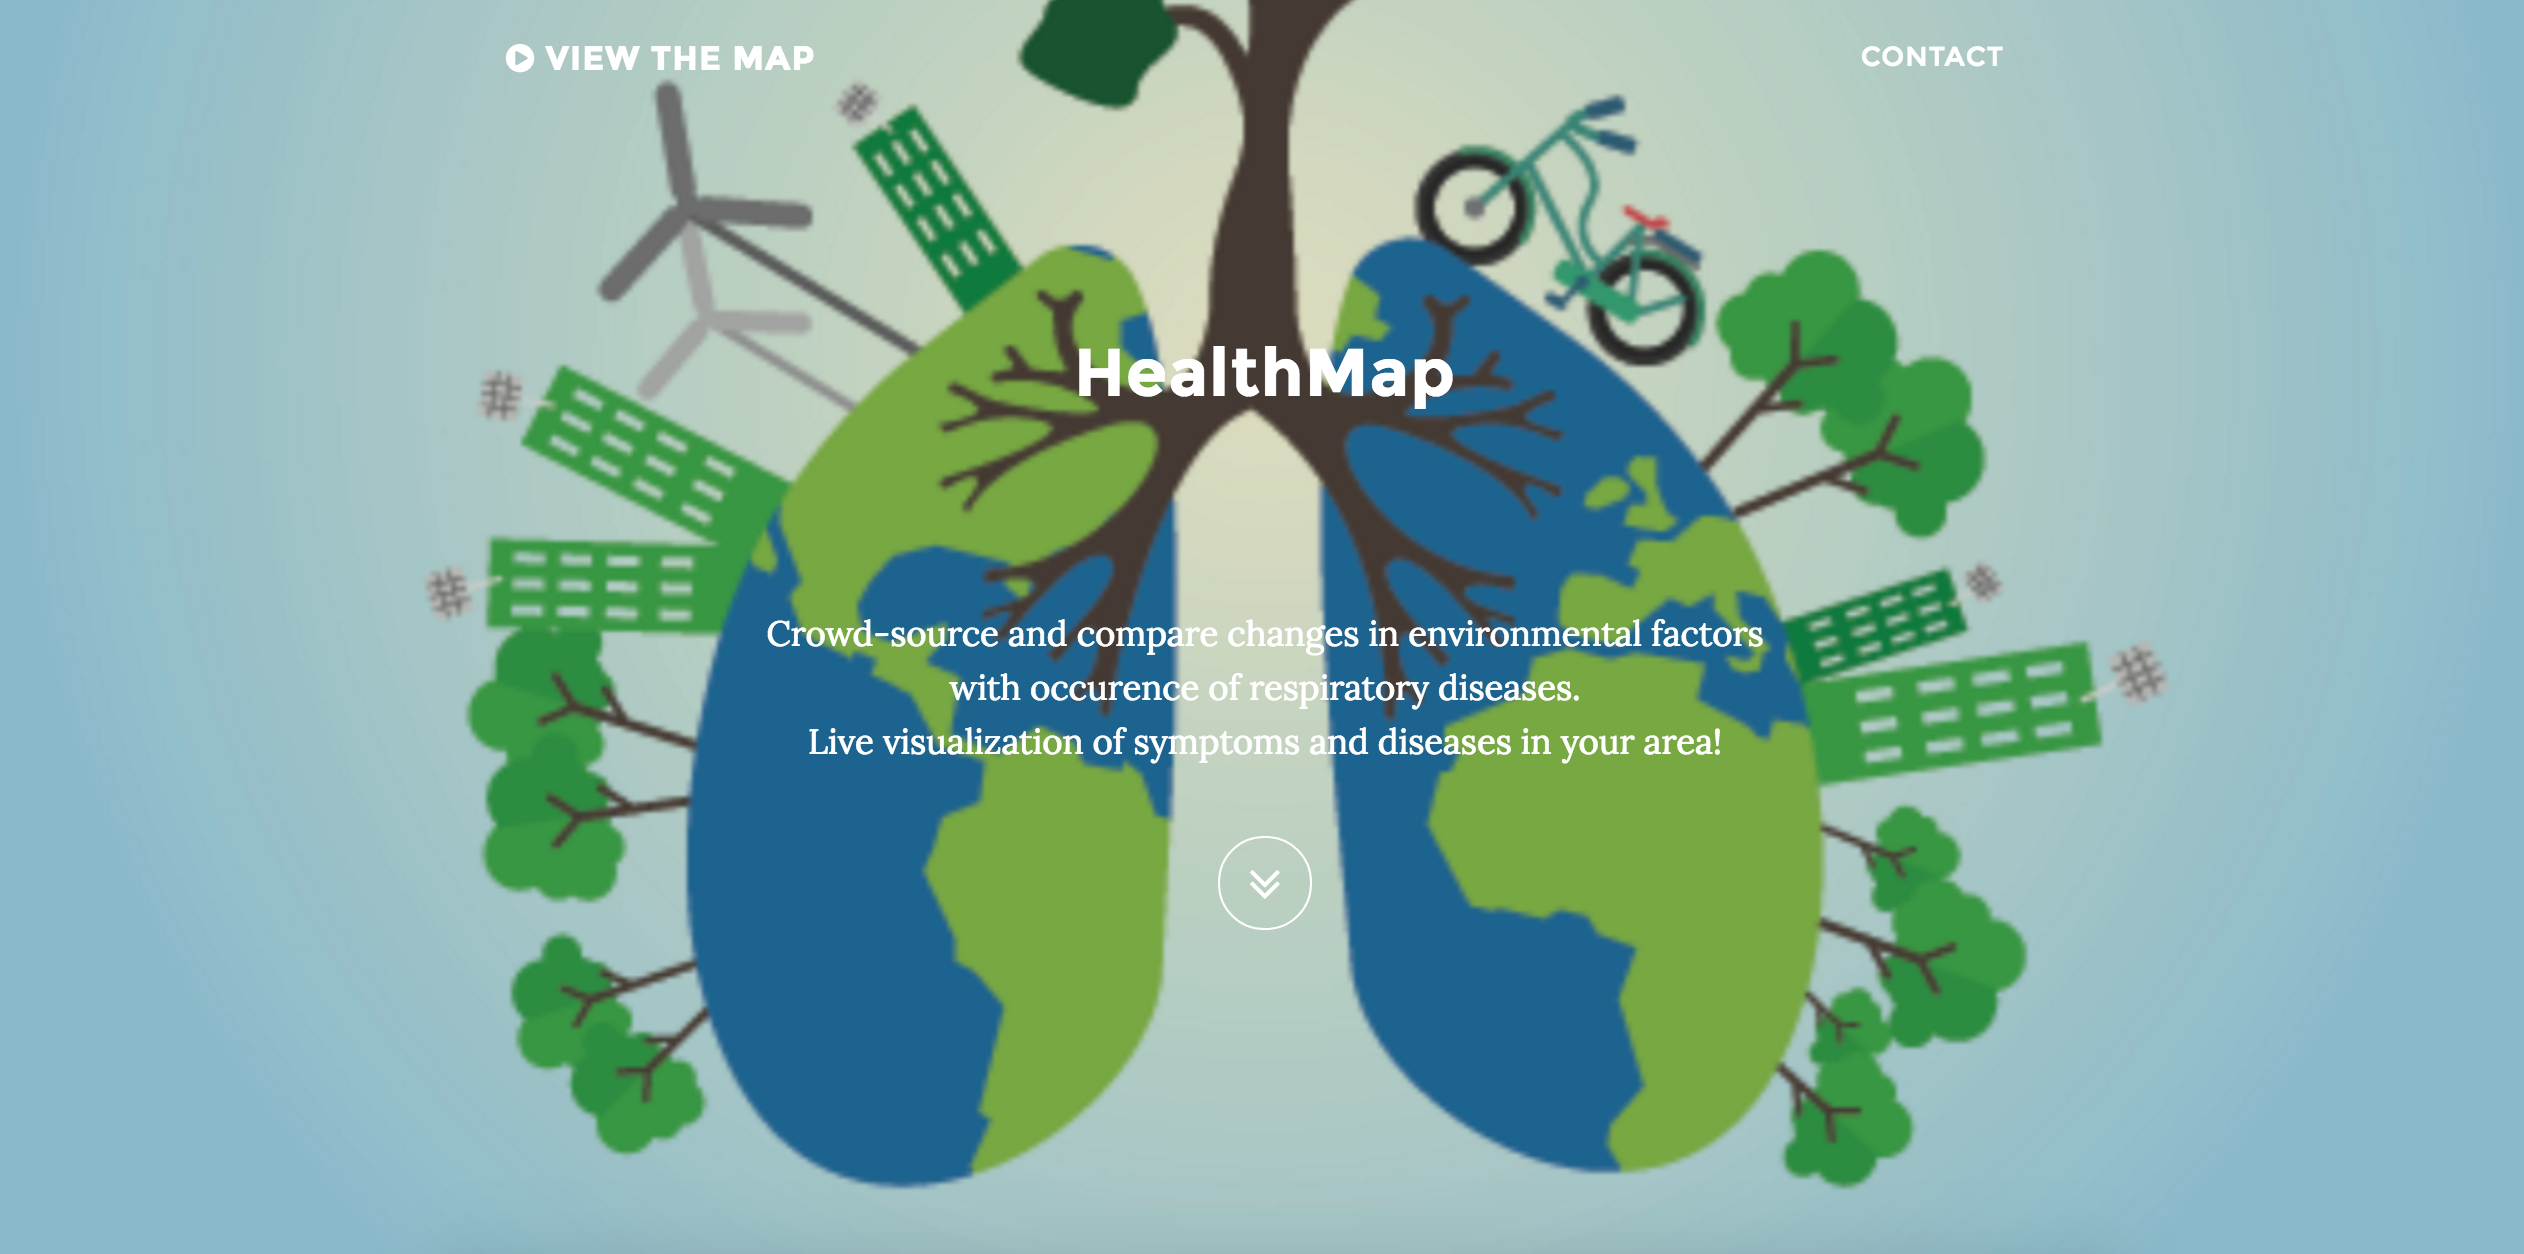 VIEW THE MAP
CONTACT
HealthMap
Crowd-source and compare changes in environmental factors
with occurence of respiratory diseases.
Live visualization of symptoms and diseases in your area!